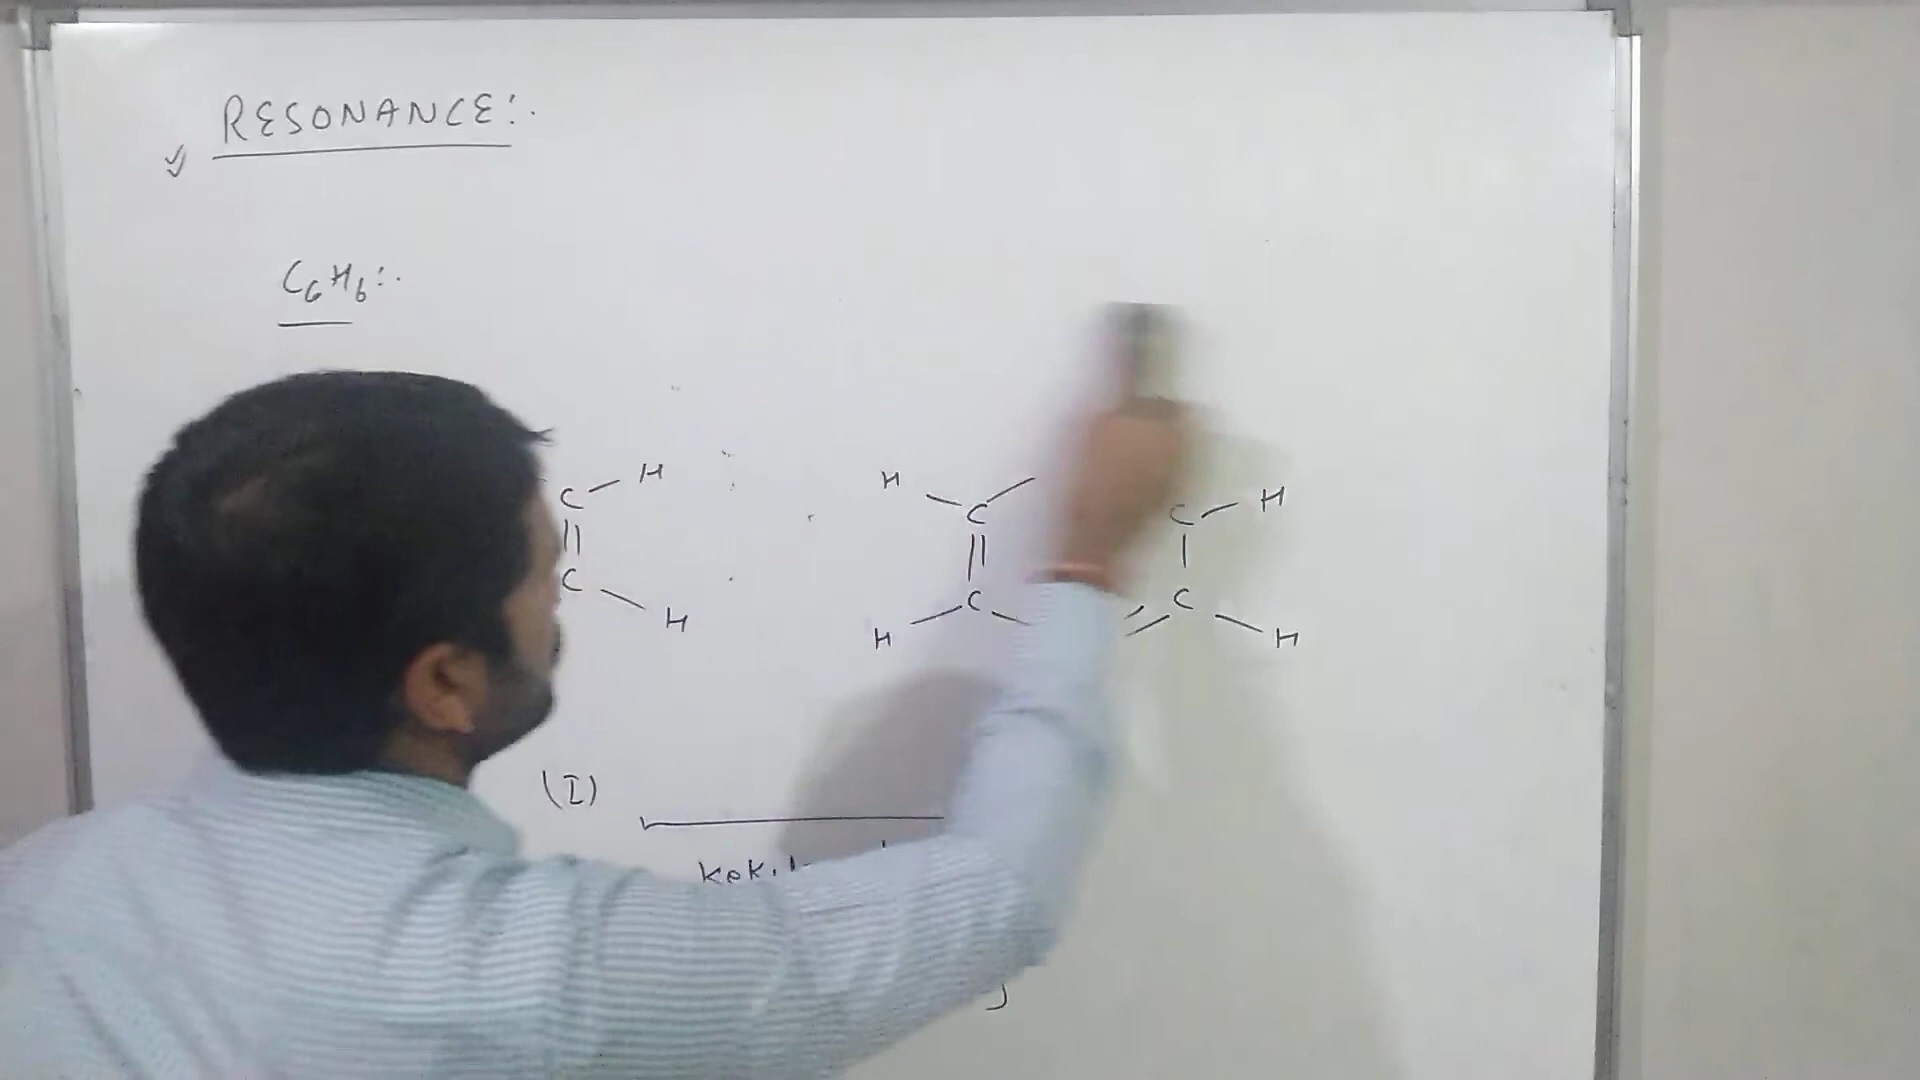 RESONANCE:.
C6H6:.
C H
H C C H
C C
H H C H
(I)